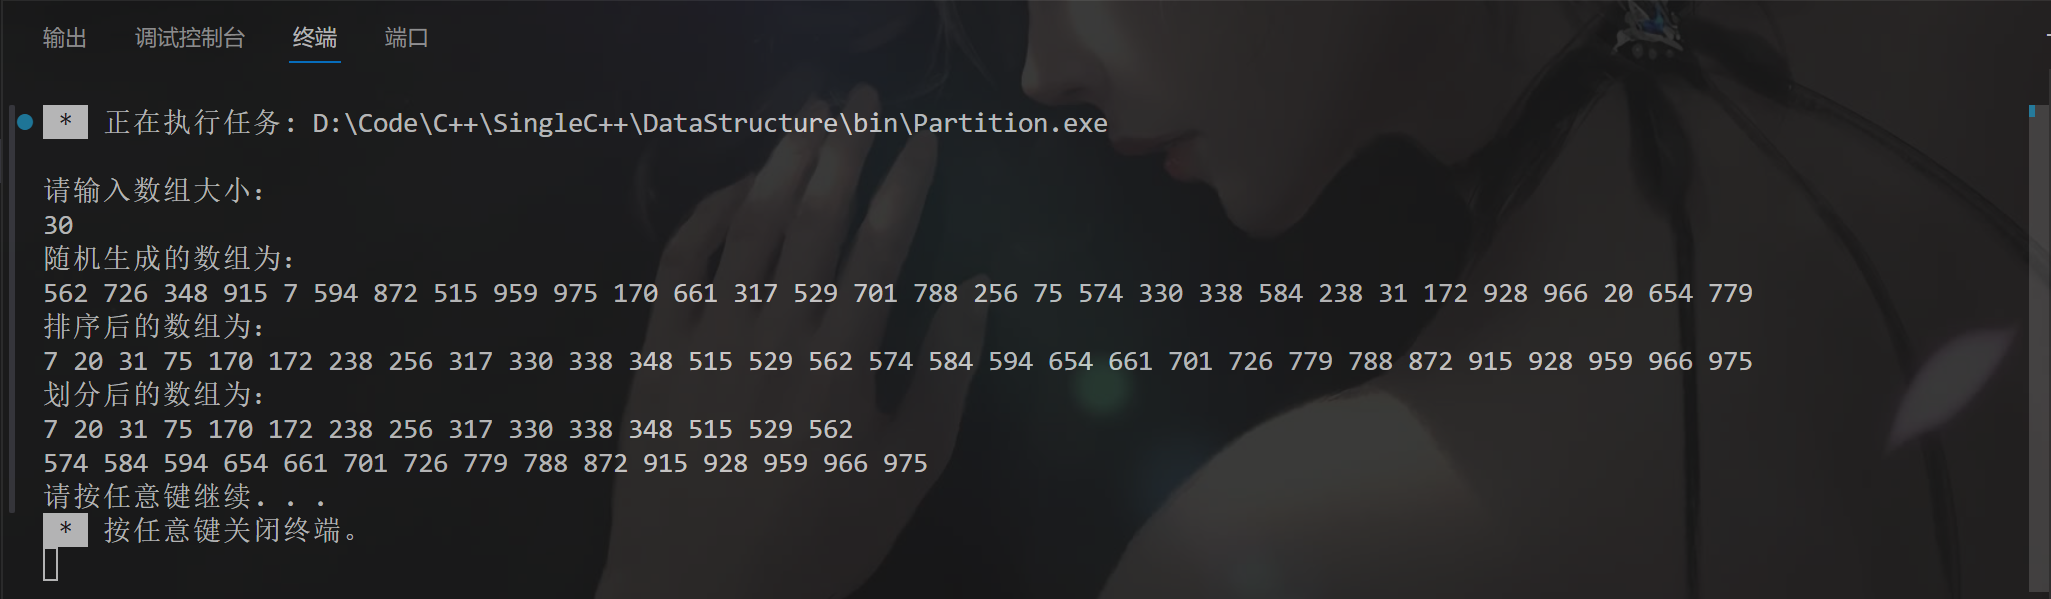 输出 调试控制台 终端 端口
* 正在执行任务: D:\Code\C++\SingleC++\DataStructure\bin\Partition.exe
请输入数组大小:
30
随机生成的数组为:
562 726 348 915 7 594 872 515 959 975 170 661 317 529 701 788 256 75 574 330 338 584 238 31 172 928 966 20 654 779
排序后的数组为:
7 20 31 75 170 172 238 256 317 330 338 348 515 529 562 574 584 594 654 661 701 726 779 788 872 915 928 959 966 975
划分后的数组为:
7 20 31 75 170 172 238 256 317 330 338 348 515 529 562
574 584 594 654 661 701 726 779 788 872 915 928 959 966 975
请按任意键继续. . .
* 按任意键关闭终端。